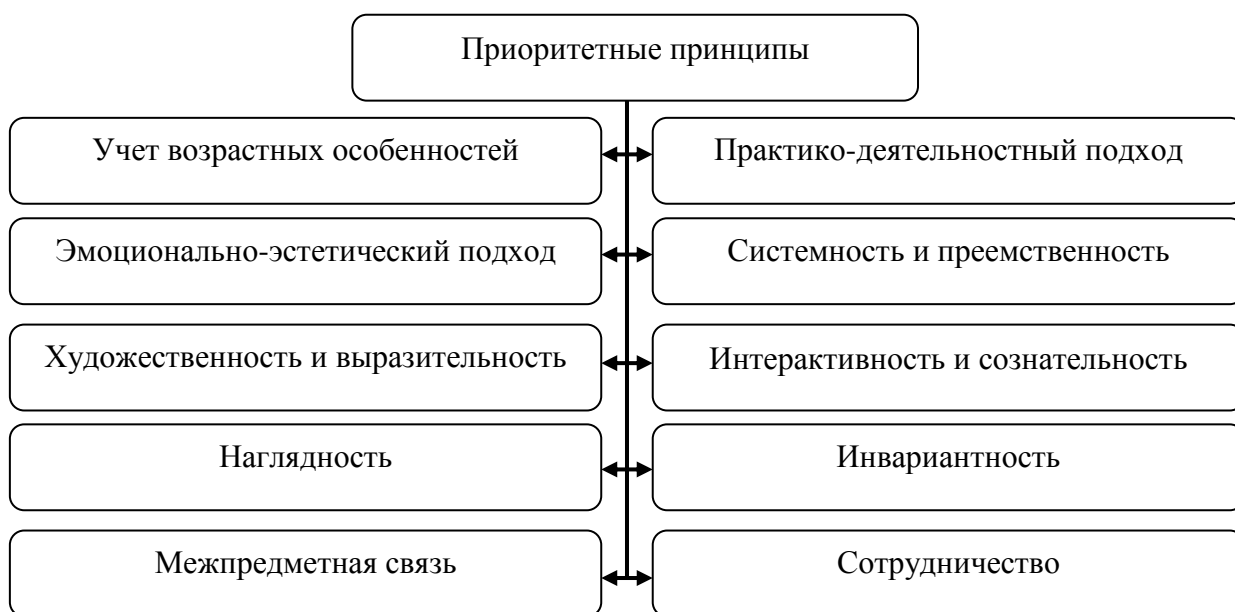 Приоритетные принципы
Учет возрастных особенностей
Практико-деятельностный подход
Эмоционально-эстетический подход
Системность и преемственность
Художественность и выразительность
Интерактивность и сознательность
Наглядность
Инвариантность
Межпредметная связь
Сотрудничество